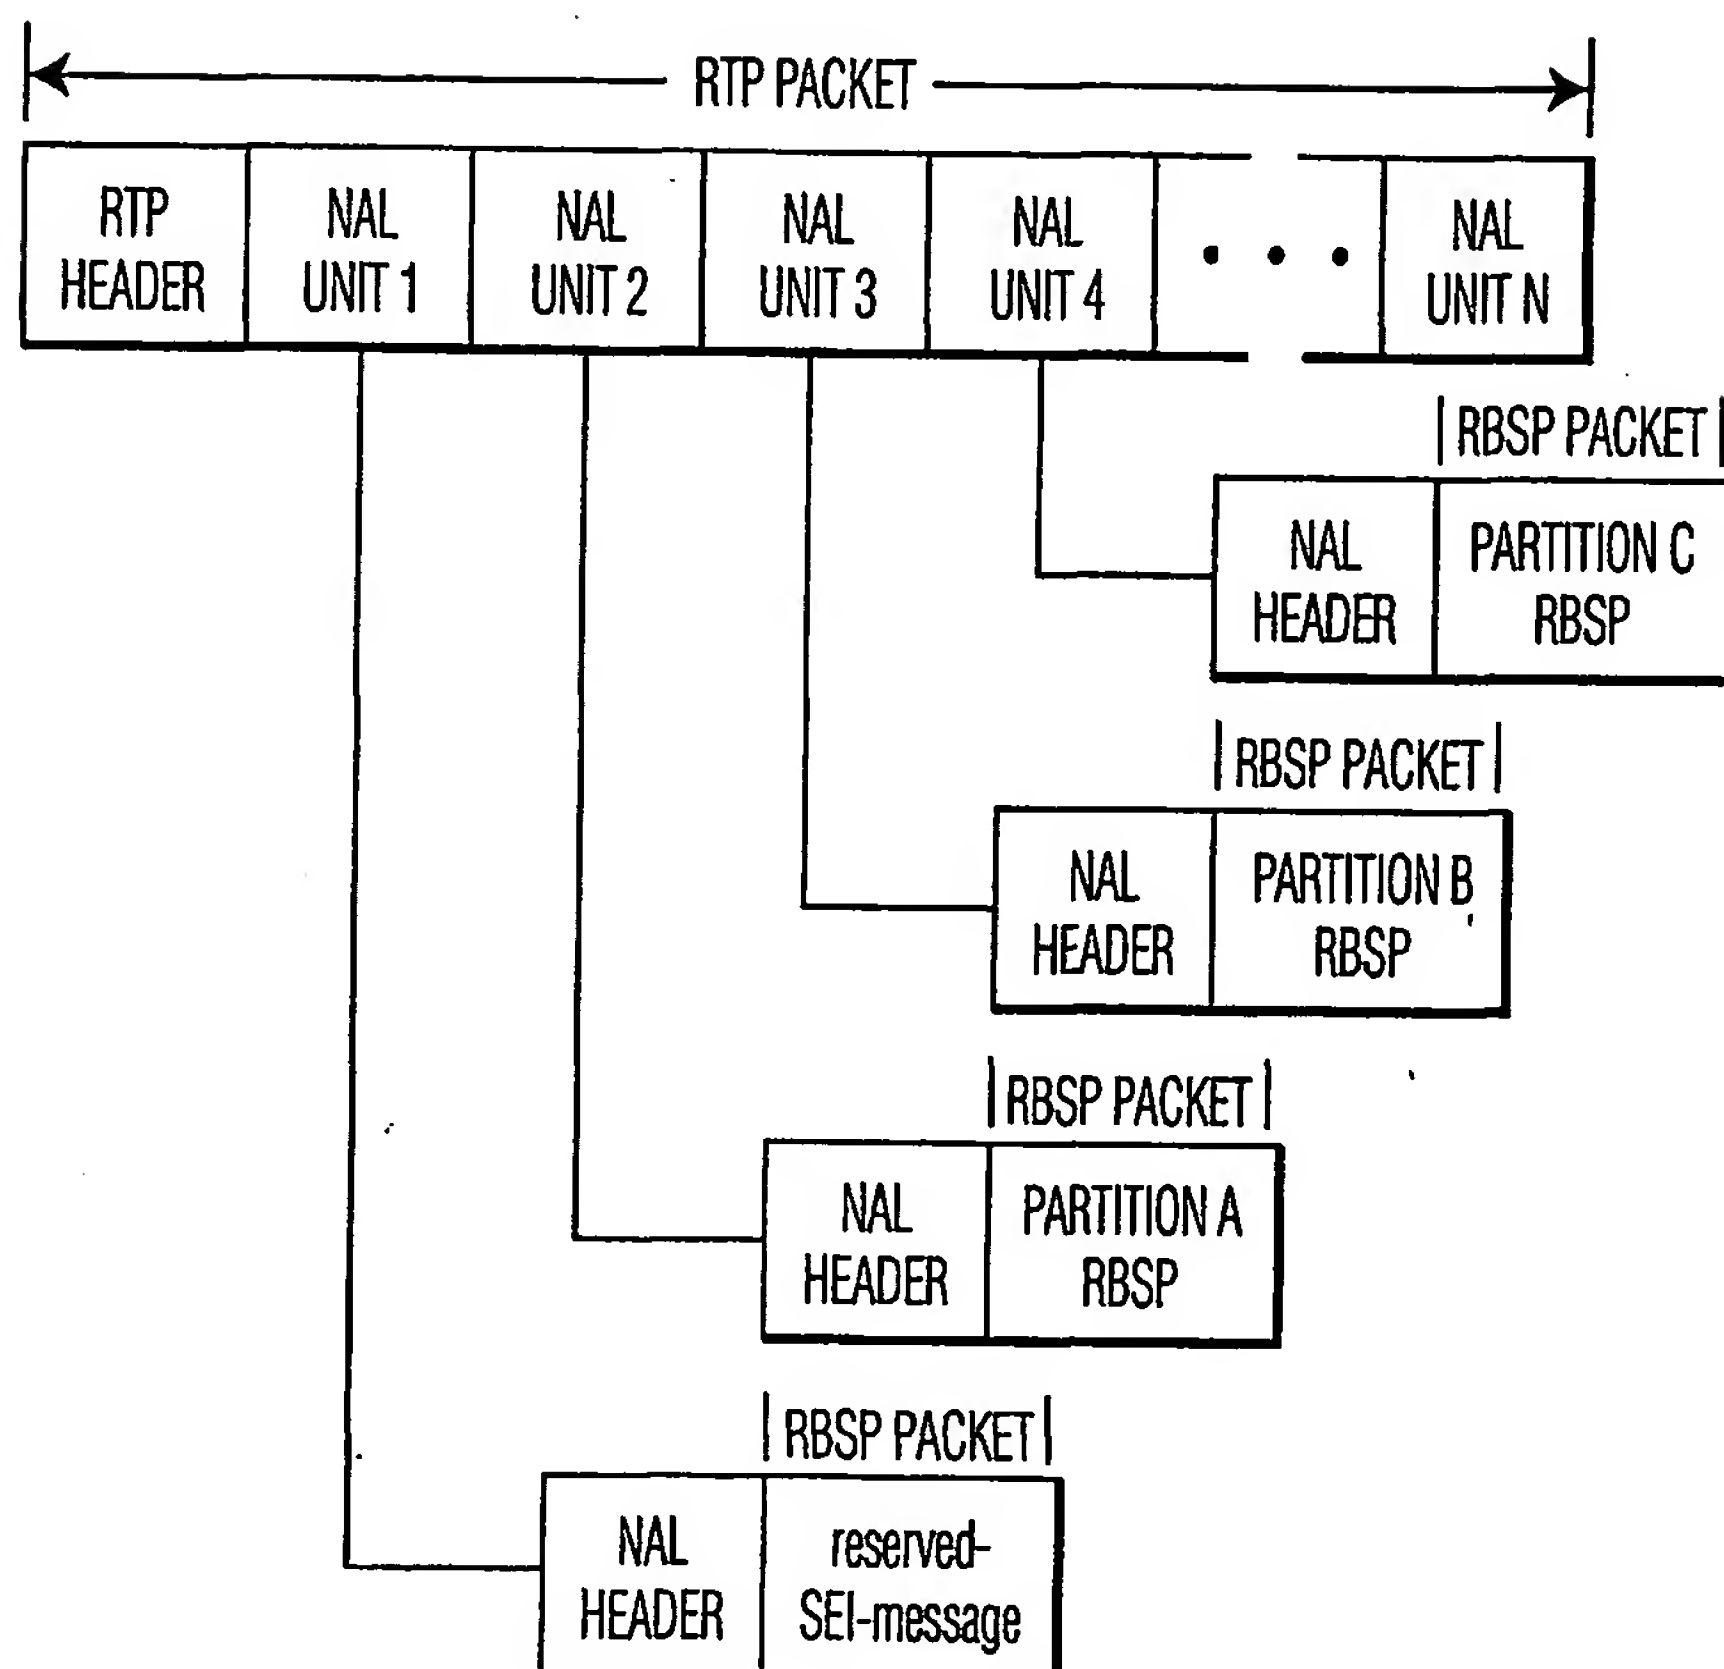 RTP PACKET
RTP
HEADER
NAL
UNIT 1
NAL
UNIT 2
NAL
UNIT 3
NAL
UNIT 4
• • •
NAL
UNIT N
RBSP PACKET
NAL
HEADER
PARTITION C
RBSP
RBSP PACKET
NAL
HEADER
PARTITION B
RBSP
RBSP PACKET
NAL
HEADER
PARTITION A
RBSP
RBSP PACKET
NAL
HEADER
reserved-
SEI-message